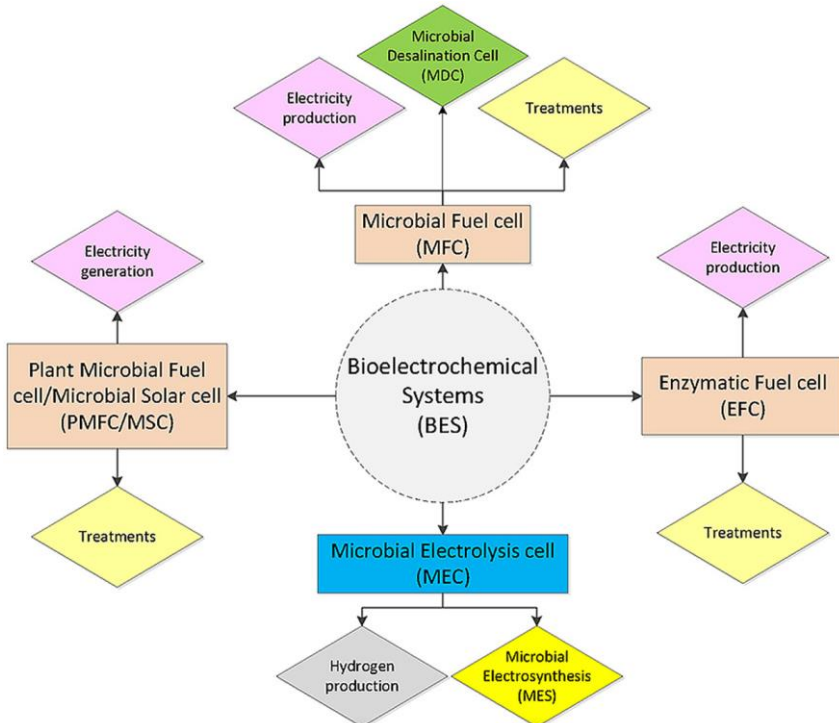 Microbial
Desalination Cell
(MDC)
Electricity
production
Treatments
Microbial Fuel cell
(MFC)
Electricity
generation
Electricity
production
Plant Microbial Fuel
cell/Microbial Solar cell
(PMFC/MSC)
Bioelectrochemical
Systems
(BES)
Enzymatic Fuel cell
(EFC)
Treatments
Treatments
Microbial Electrolysis cell
(MEC)
Hydrogen
production
Microbial
Electrosynthesis
(MES)